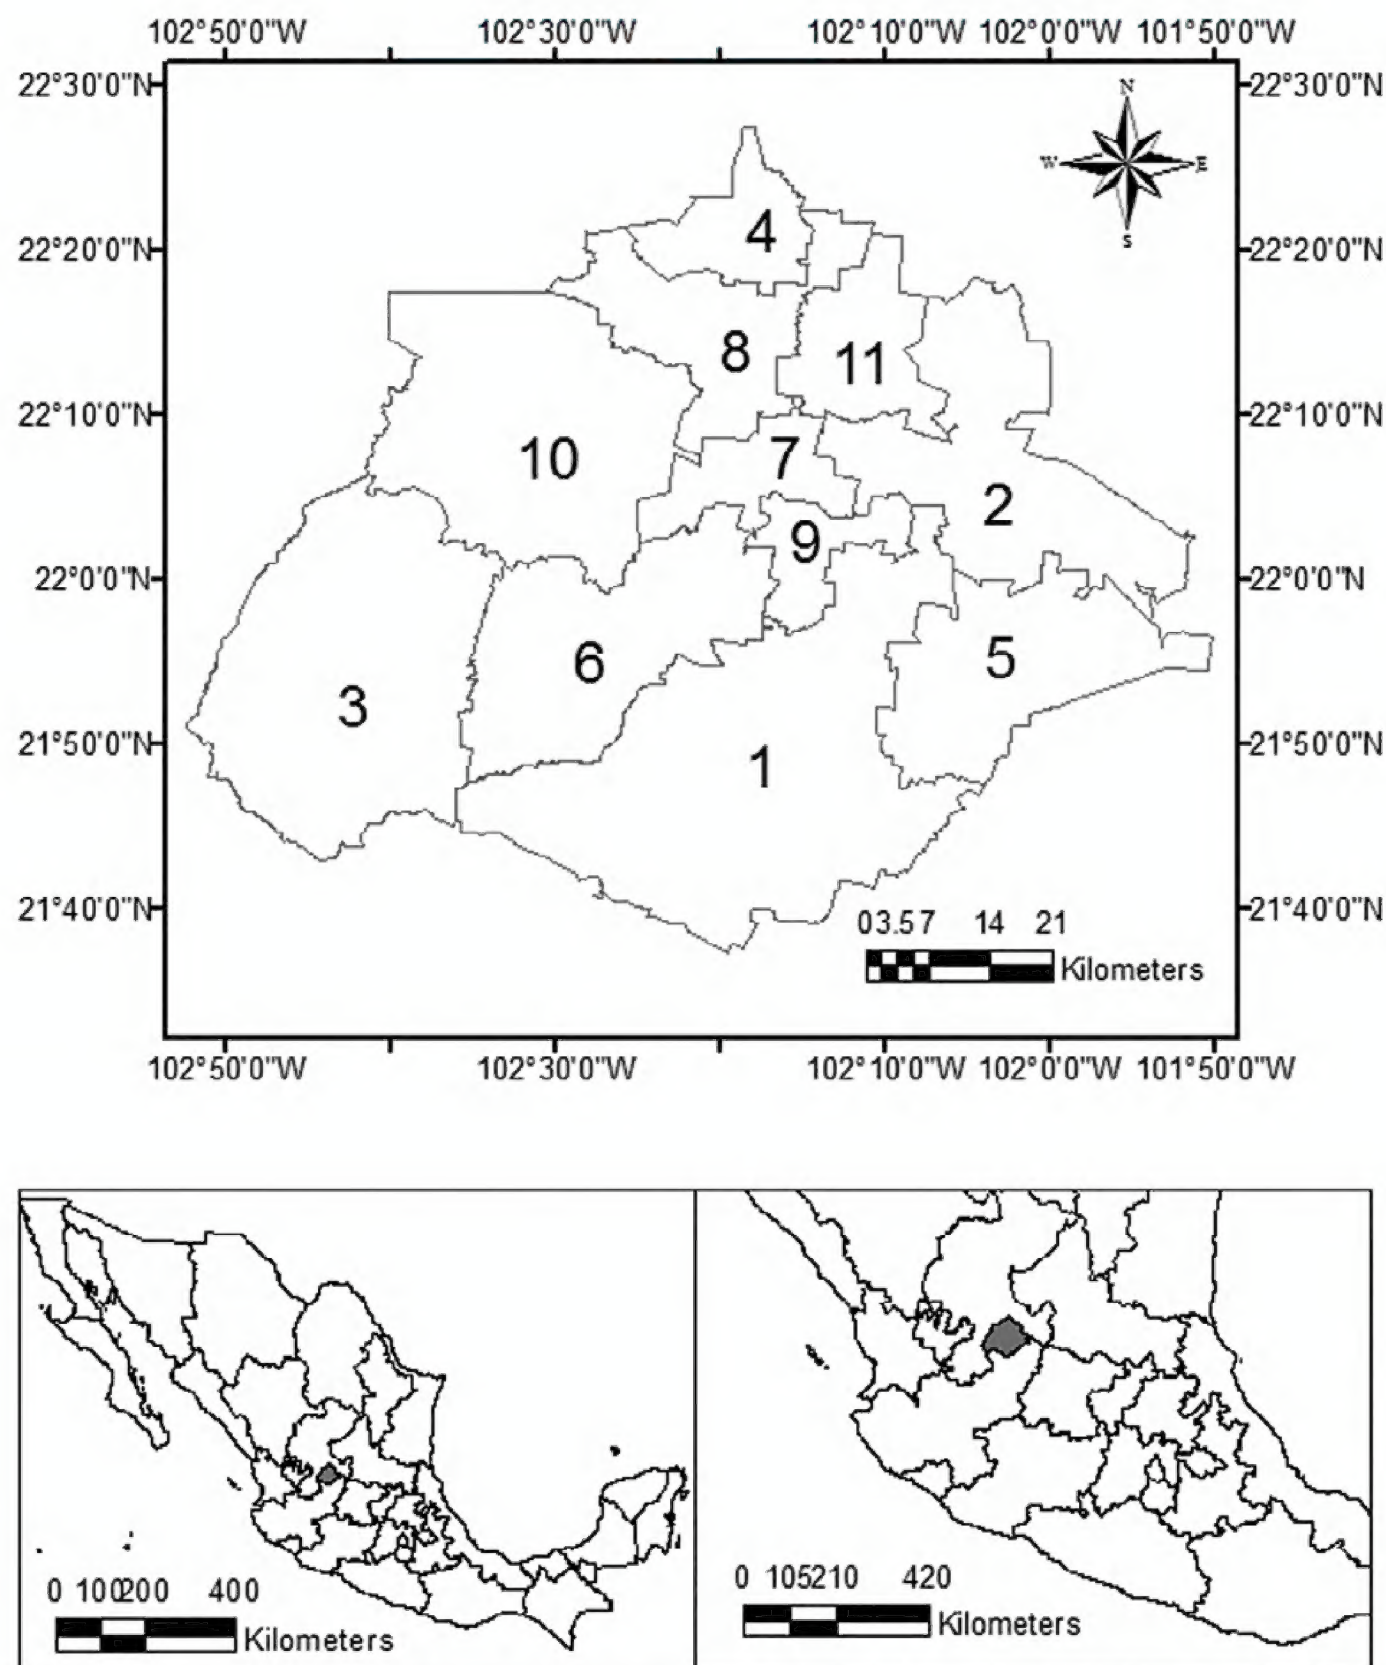 102°50'0"W 102°30'0"W 102°10'0"W 102°0'0"W 101°50'0"W
22°30'0"N 22°30'0"N
N
W E
S
4
22°20'0"N 22°20'0"N
8 11
22°10'0"N 22°10'0"N
10 7
2
9
22°0'0"N 22°0'0"N
6 5
3
21°50'0"N 21°50'0"N
1
21°40'0"N 21°40'0"N
0 3.5 7 14 21
Kilometers
102°50'0"W 102°30'0"W 102°10'0"W 102°0'0"W 101°50'0"W
0 100 200 400
Kilometers
0 105 210 420
Kilometers